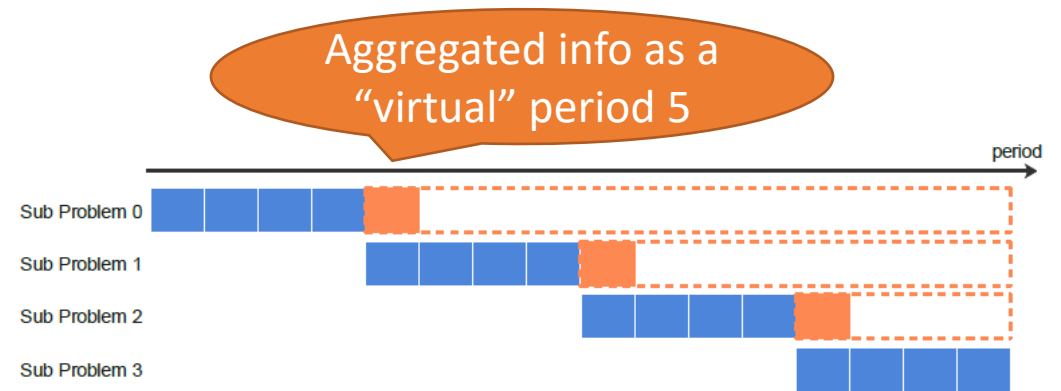 Aggregated info as a
“virtual” period 5
period
Sub Problem 0
Sub Problem 1
Sub Problem 2
Sub Problem 3